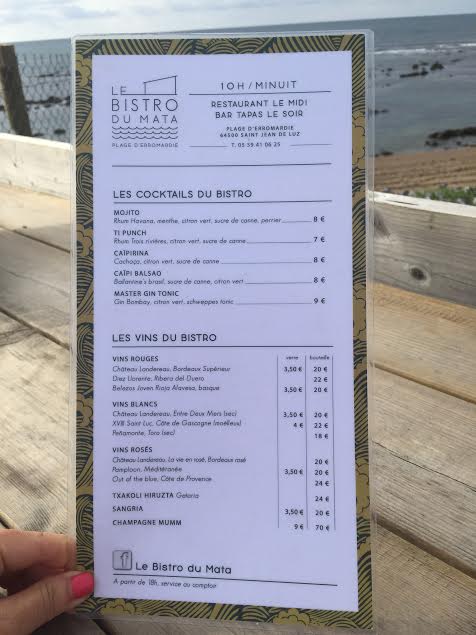 LE
BISTRO
DU MATA
PLAGE D'ERROMARDIE
10H/MINUIT
RESTAURANT LE MIDI
BAR TAPAS LE SOIR
PLAGE D'ERROMARDIE
64500 SAINT JEAN DE LUZ
T. 05 59 41 06 25
LES COCKTAILS DU BISTRO
MOJITO
Rhum Havana, menthe, citron vert, sucre de canne, perrier 8 €
TI PUNCH
Rhum Trois rivières, citron vert, sucre de canne 7 €
CAÏPIRINA
Cachaça, citron vert, sucre de canne 8 €
CAÏPI BALSAO
Ballantine's brasil, sucre de canne, citron vert 8 €
MASTER GIN TONIC
Gin Bombay, citron vert, schweppes tonic 9 €
LES VINS DU BISTRO
VINS ROUGES verre bouteille
Château Landereau, Bordeaux Supérieur 3,50 € 20 €
Diez Llorente, Ribera del Duero 22 €
Belezos Joven Rioja Alavesa, basque 3,50 € 20 €
VINS BLANCS
Château Landereau, Entre Deux Mers (sec) 3,50 € 20 €
XVIII Saint Luc, Côte de Gascogne (moëlleux) 4 € 22 €
Peñamonte, Toro (sec) 18 €
VINS ROSÉS
Château Landereau, La vie en rosé, Bordeaux rosé 20 €
Pamploon, Méditéranée 3,50 € 20 €
Out of the blue, Côte de Provence 24 €
TXAKOLI HIRUZTA Getaria 24 €
SANGRIA 3,50 € 20 €
CHAMPAGNE MUMM 9 € 70 €
f Le Bistro du Mata
A partir de 18h, service au comptoir